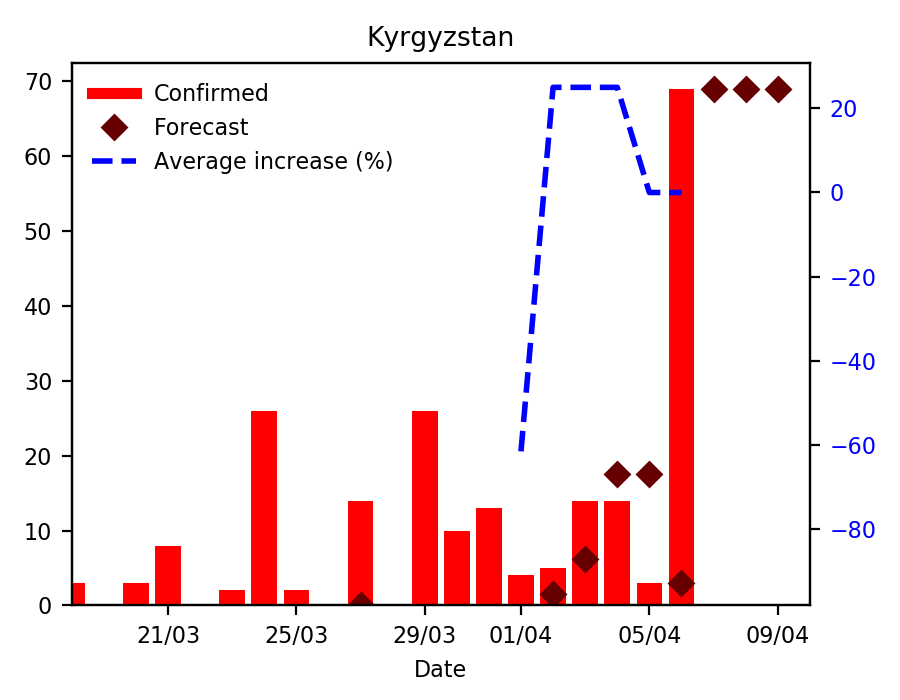 Kyrgyzstan
Confirmed
Forecast
Average increase (%)
70
60
50
40
30
20
10
0
20
0
−20
−40
−60
−80
21/03 25/03 29/03 01/04 05/04 09/04
Date